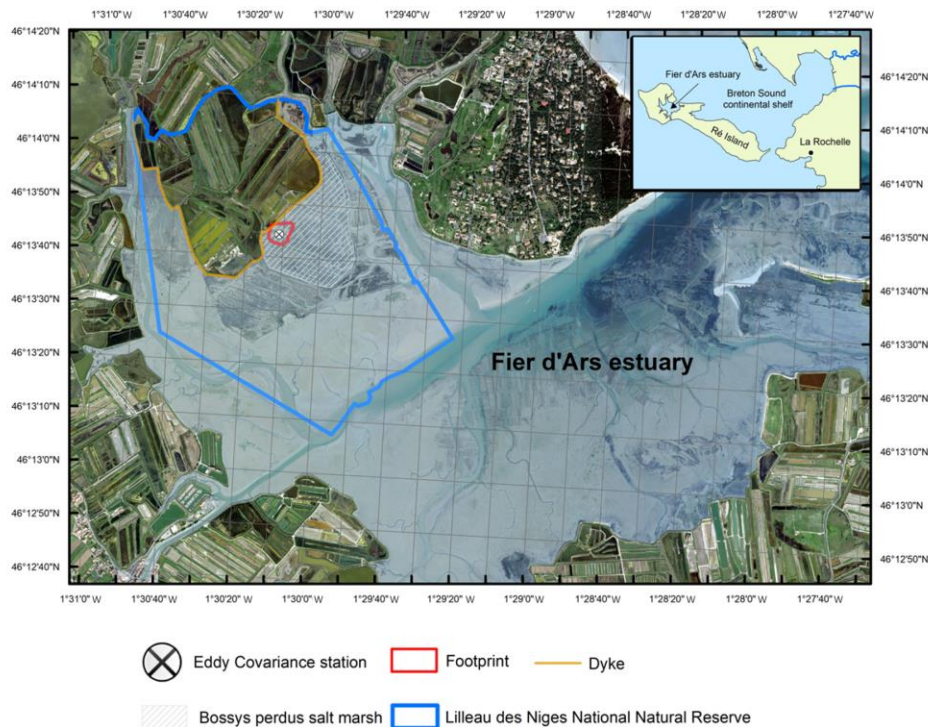 1°31'0"W 1°30'40"W 1°30'20"W 1°30'0"W 1°29'40"W 1°29'20"W 1°29'0"W 1°28'40"W 1°28'20"W 1°28'0"W 1°27'40"W
46°14'20"N
46°14'10"N
46°14'0"N
46°13'50"N
46°13'40"N
46°13'30"N
46°13'20"N
46°13'10"N
46°13'0"N
46°12'50"N
46°12'40"N
Fier d'Ars estuary
Breton Sound
continental shelf
Ré Island
La Rochelle
Fier d'Ars estuary
46°14'20"N
46°14'10"N
46°14'0"N
46°13'50"N
46°13'40"N
46°13'30"N
46°13'20"N
46°13'10"N
46°13'0"N
46°12'50"N
1°31'0"W 1°30'40"W 1°30'20"W 1°30'0"W 1°29'40"W 1°29'20"W 1°29'0"W 1°28'40"W 1°28'20"W 1°28'0"W 1°27'40"W
Eddy Covariance station Footprint Dyke
Bossys perdus salt marsh Lilleau des Niges National Natural Reserve